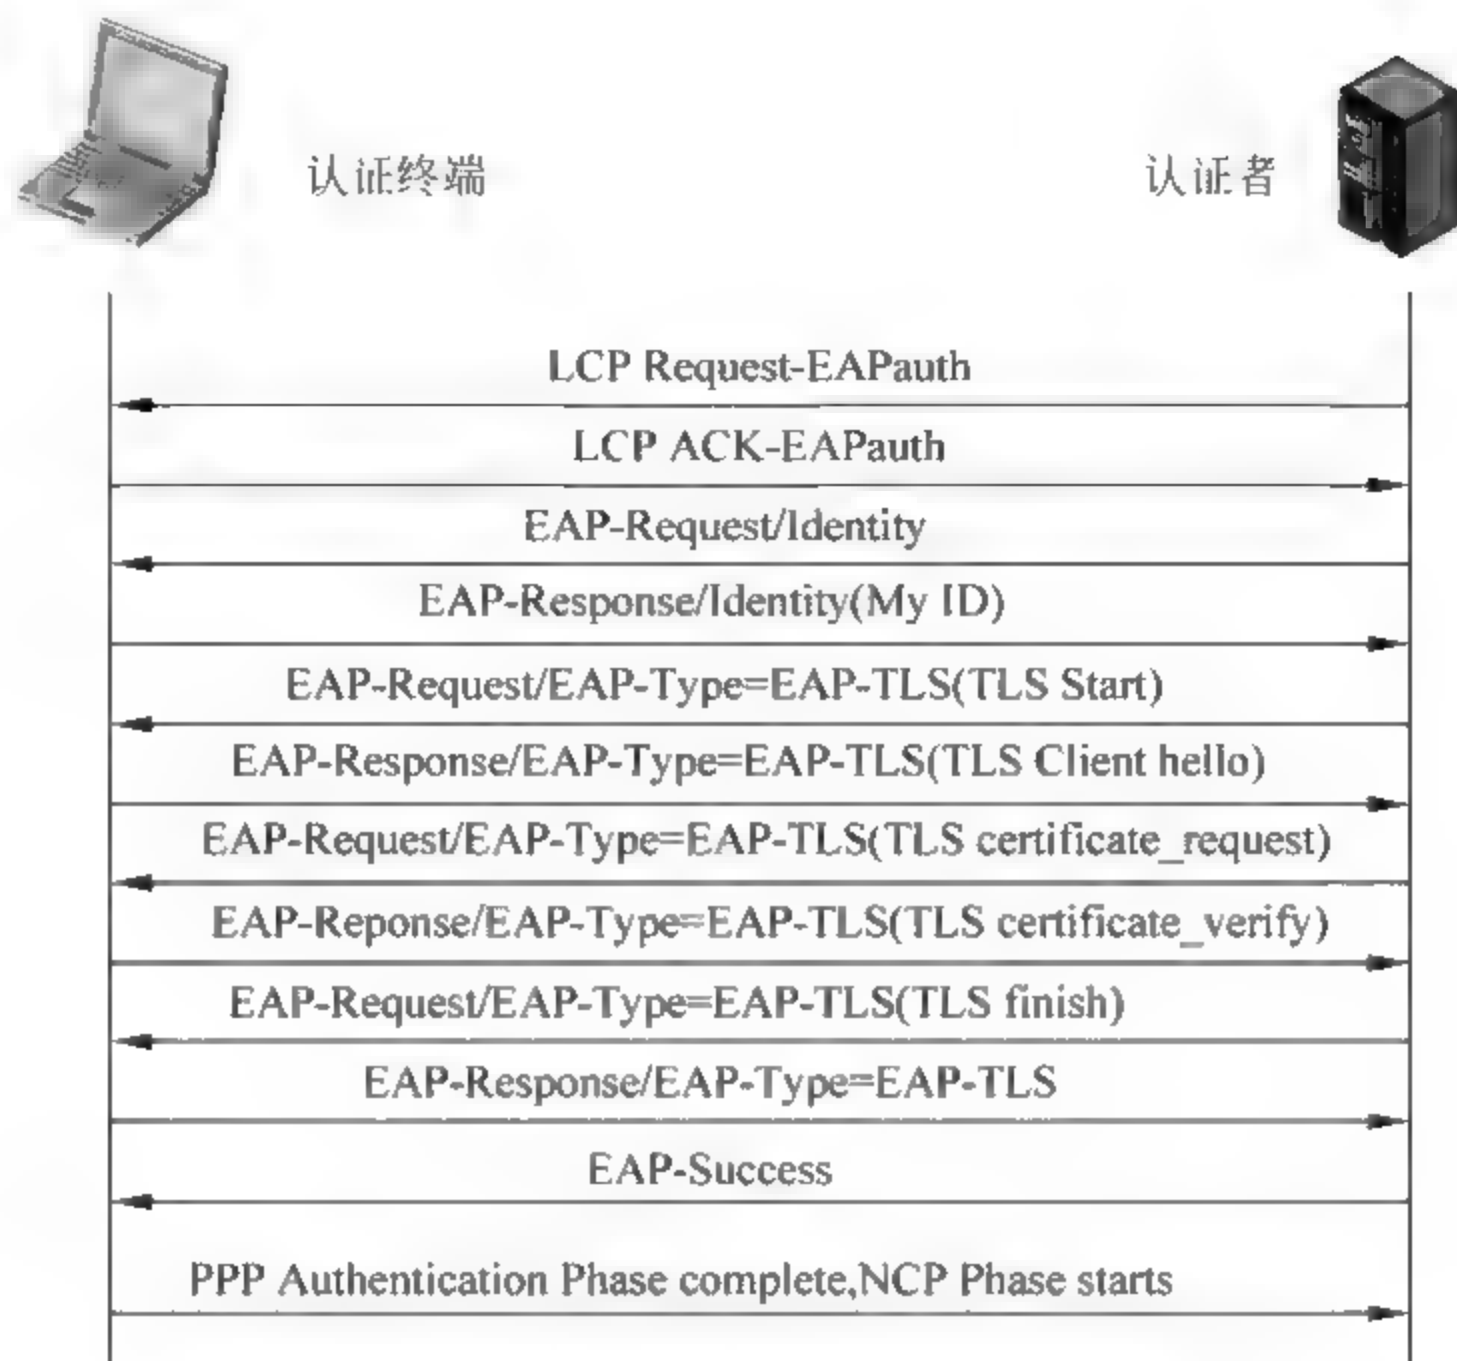 认证终端
认证者
LCP Request-EAPauth
LCP ACK-EAPauth
EAP-Request/Identity
EAP-Response/Identity(My ID)
EAP-Request/EAP-Type=EAP-TLS(TLS Start)
EAP-Response/EAP-Type=EAP-TLS(TLS Client hello)
EAP-Request/EAP-Type=EAP-TLS(TLS certificate_request)
EAP-Reponse/EAP-Type=EAP-TLS(TLS certificate_verify)
EAP-Request/EAP-Type=EAP-TLS(TLS finish)
EAP-Response/EAP-Type=EAP-TLS
EAP-Success
PPP Authentication Phase complete,NCP Phase starts